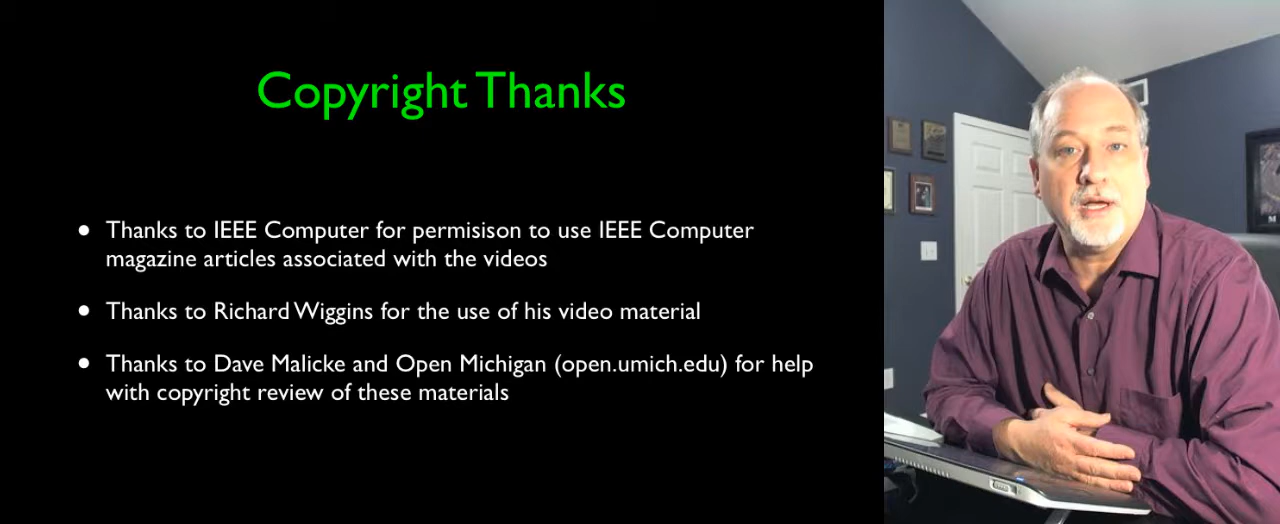 Copyright Thanks
• Thanks to IEEE Computer for permisison to use IEEE Computer
magazine articles associated with the videos
• Thanks to Richard Wiggins for the use of his video material
• Thanks to Dave Malicke and Open Michigan (open.umich.edu) for help
with copyright review of these materials